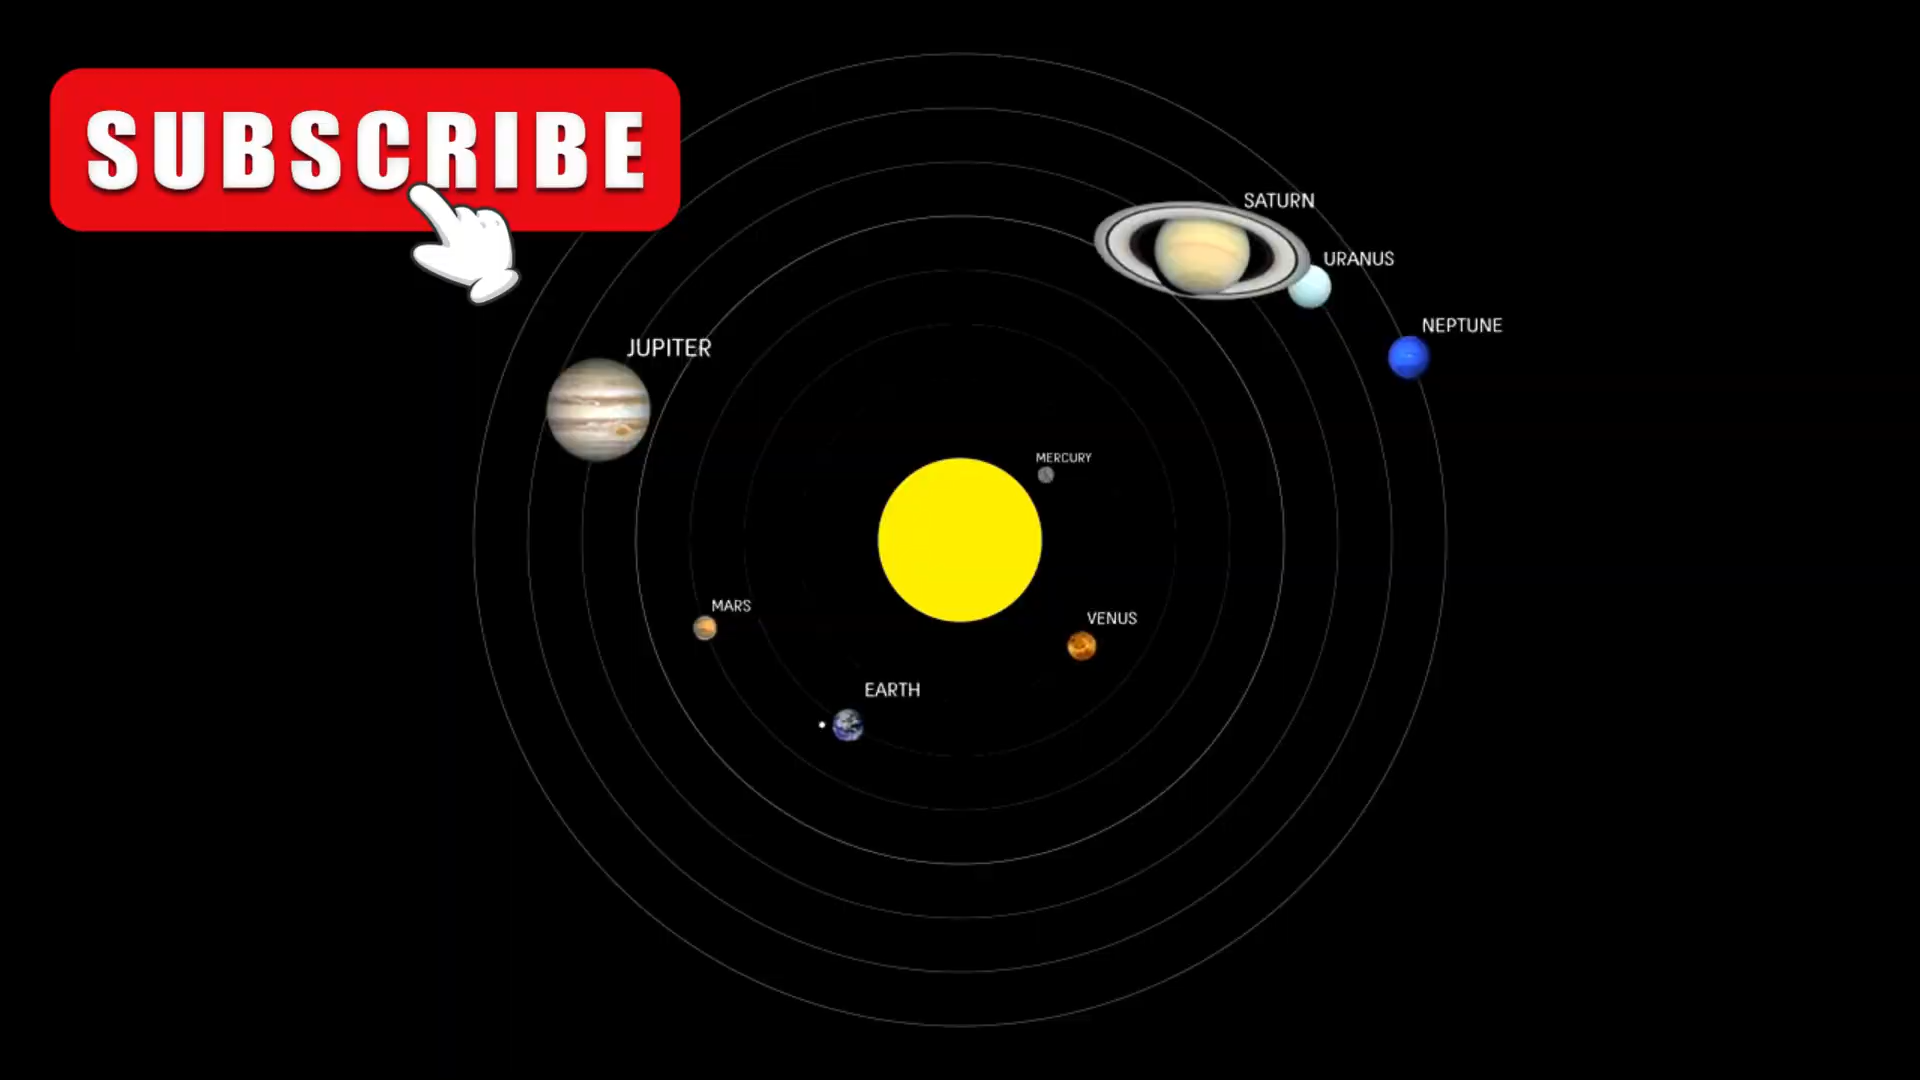 SUBSCRIBE
SATURN
URANUS
NEPTUNE
JUPITER
MERCURY
MARS
VENUS
EARTH